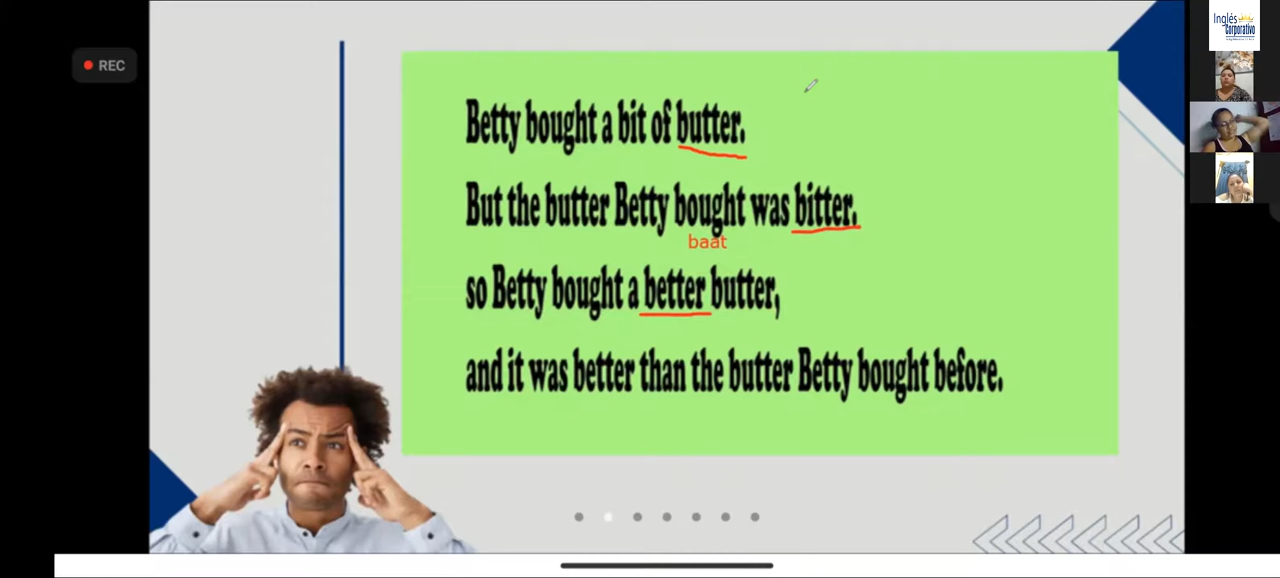 REC
Inglés
corporativo
Betty bought a bit of butter.
But the butter Betty bought was bitter.
baat
so Betty bought a better butter,
and it was better than the butter Betty bought before.